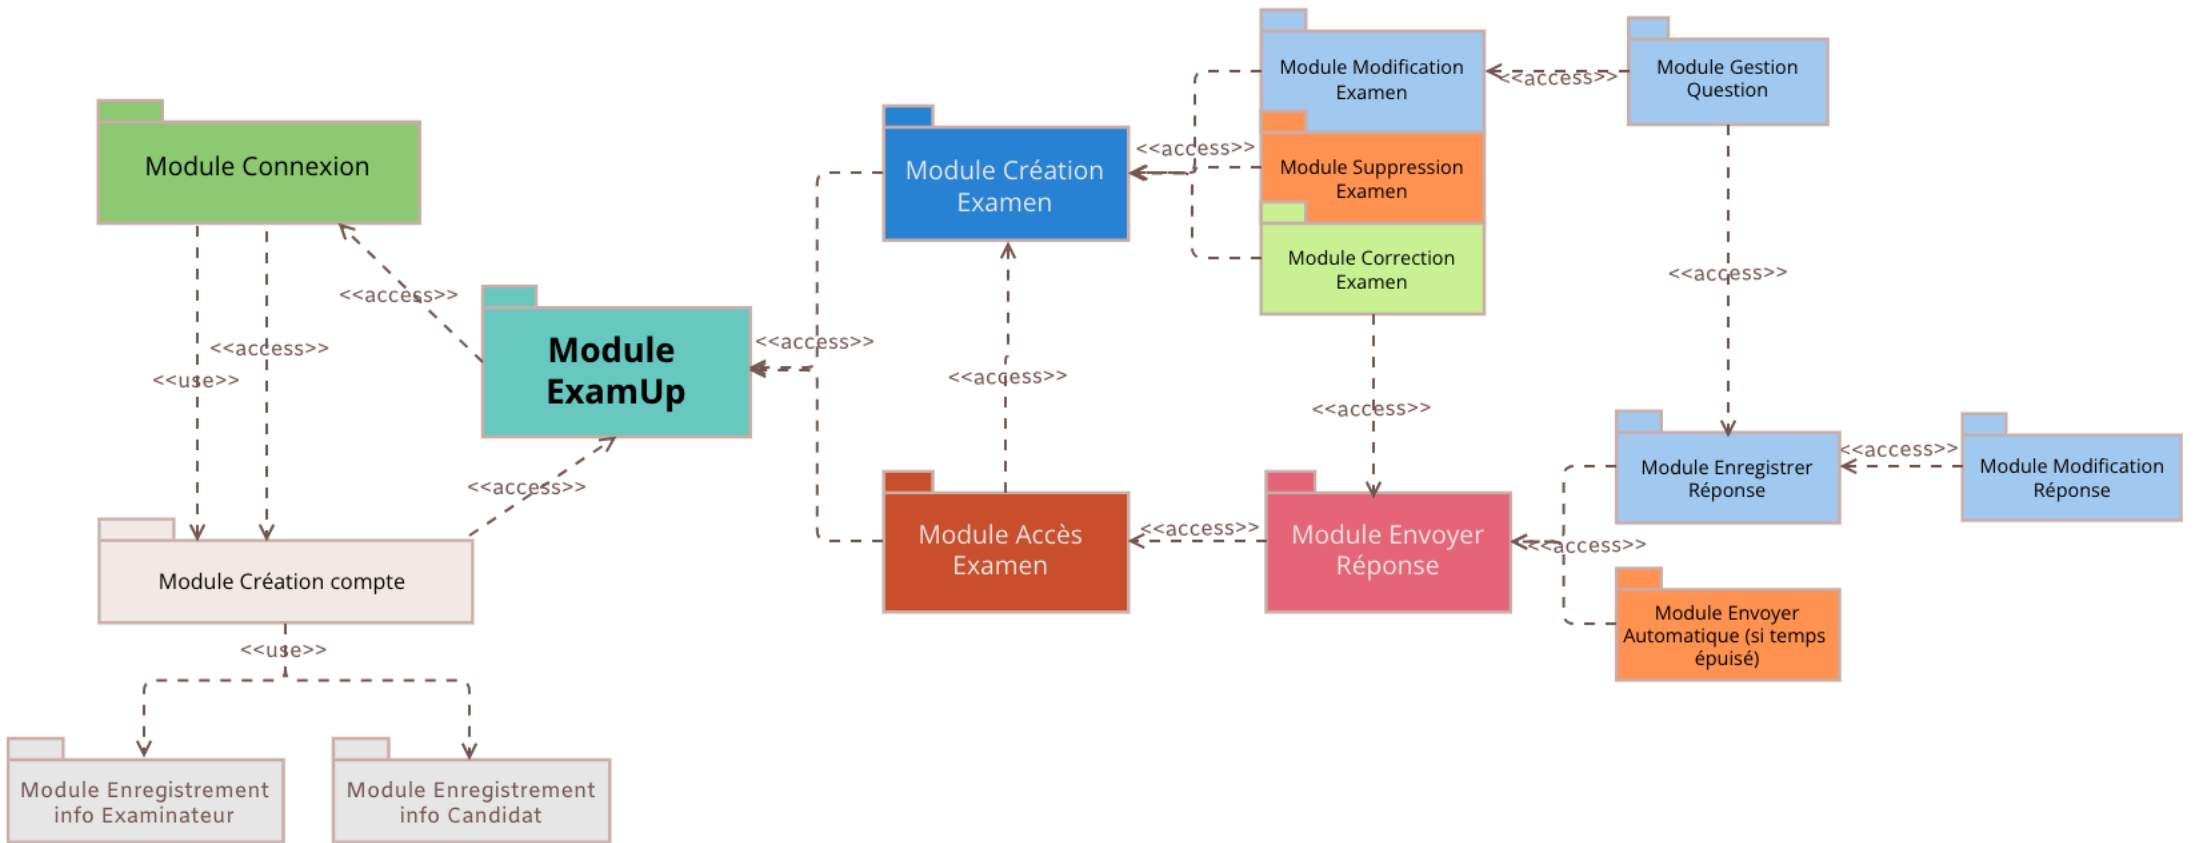 Module Modification
Examen
<<access>>
Module Gestion
Question
Module Connexion
<<access>>
Module Création
Examen
Module Suppression
Examen
Module Correction
Examen
<<access>>
<<access>>
<<access>>
<<use>>
Module
ExamUp
<<access>>
<<access>>
<<access>>
<<access>>
<<access>>
Module Enregistrer
Réponse
<<access>>
Module Modification
Réponse
Module Création compte
Module Accès
Examen
<<access>>
Module Envoyer
Réponse
<<access>>
Module Envoyer
Automatique (si temps
épuisé)
<<use>>
Module Enregistrement
info Examinateur
Module Enregistrement
info Candidat